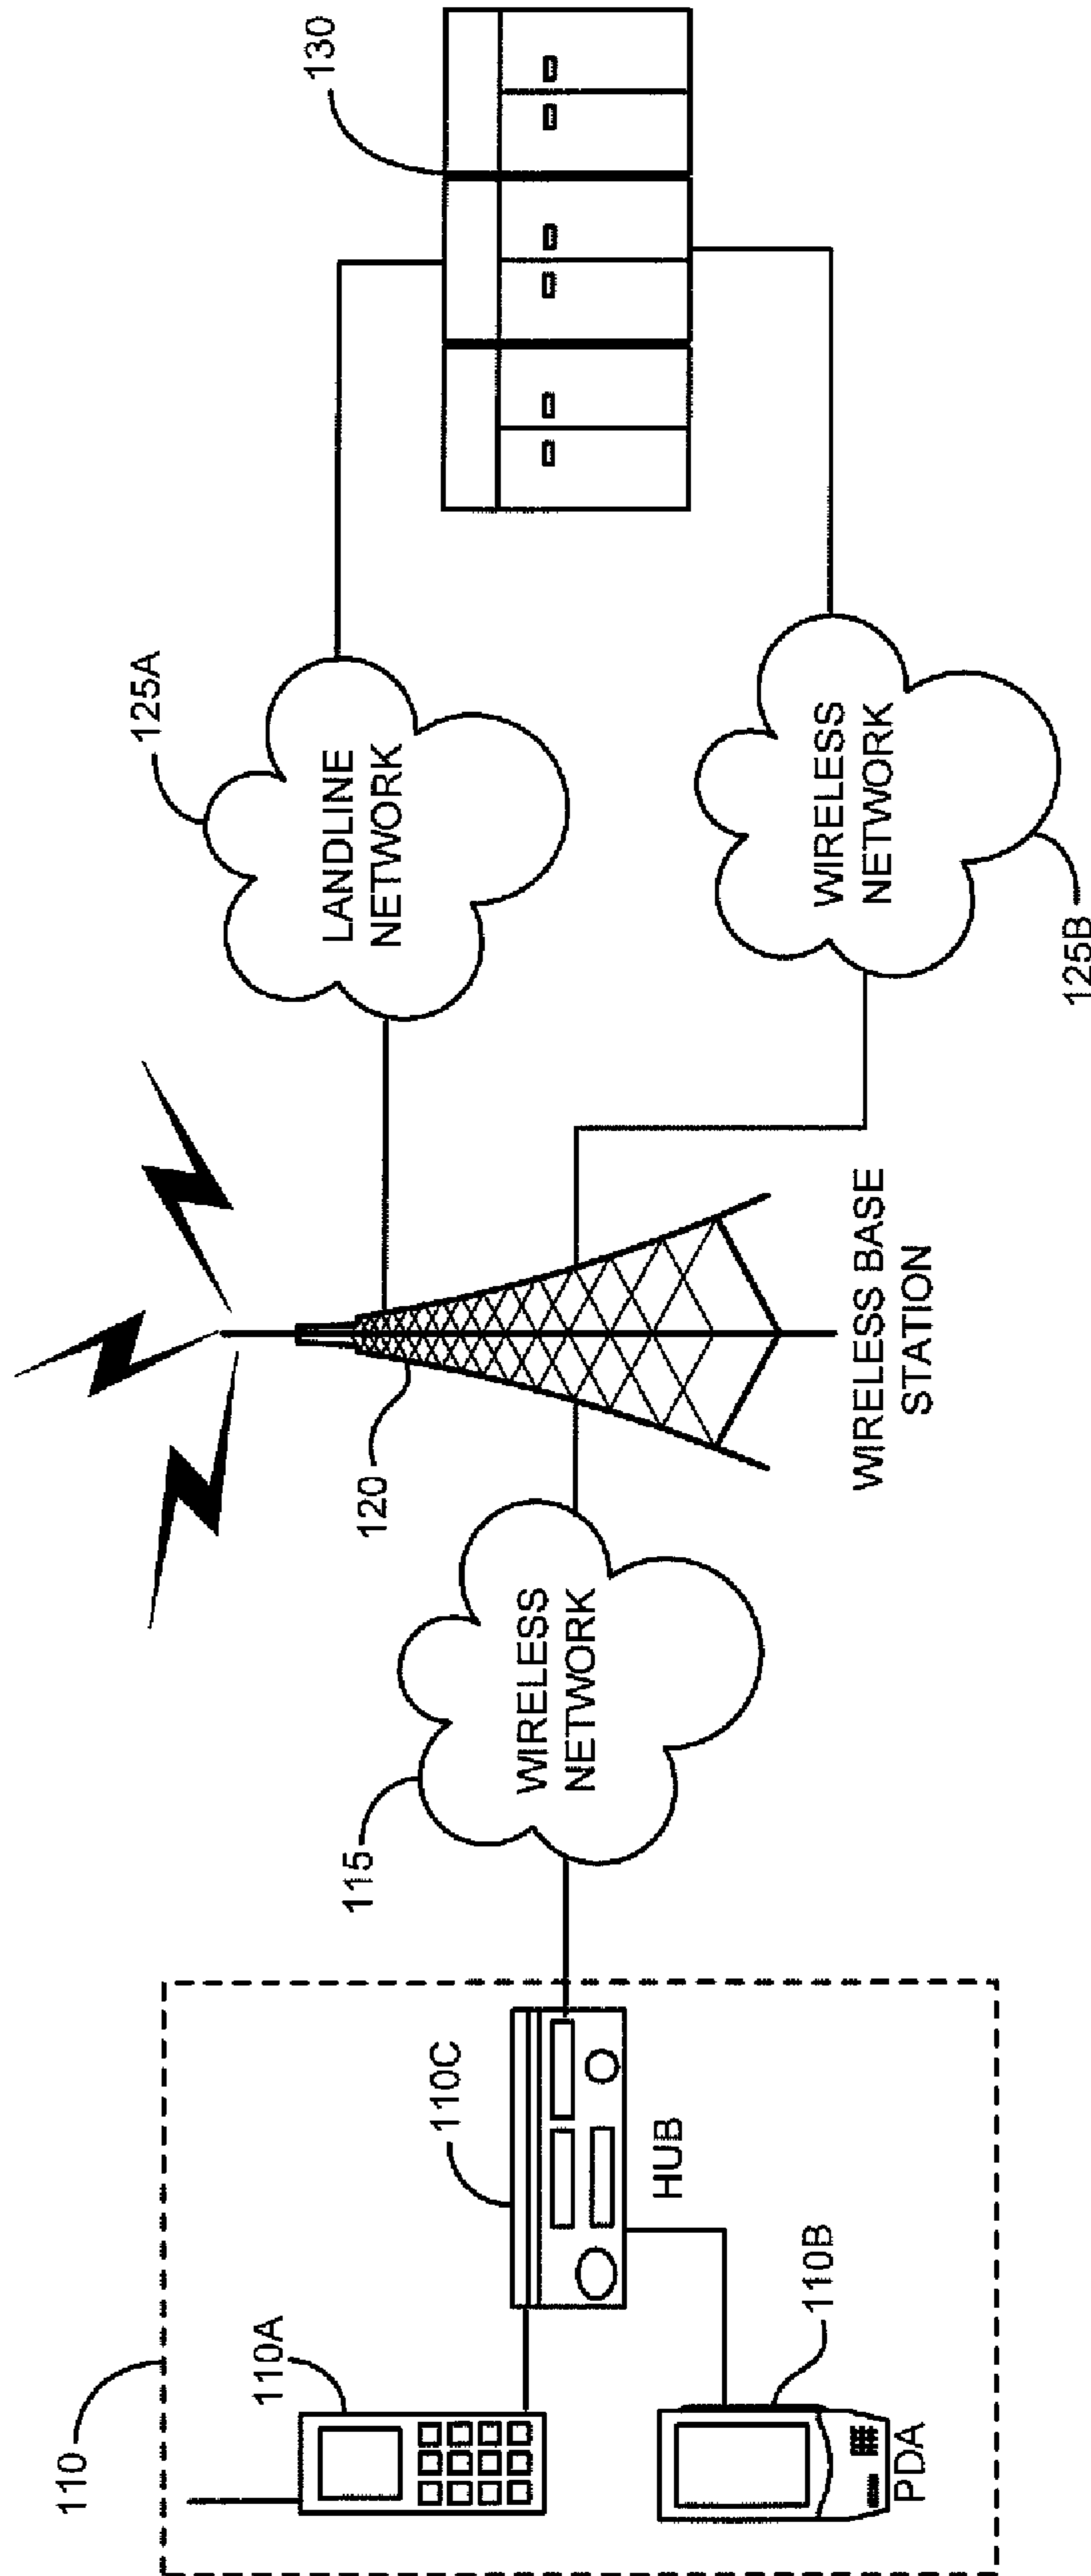 110
110A
110C
HUB
110B
PDA
115
WIRELESS
NETWORK
120
WIRELESS BASE
STATION
125A
LANDLINE
NETWORK
WIRELESS
NETWORK
125B
130